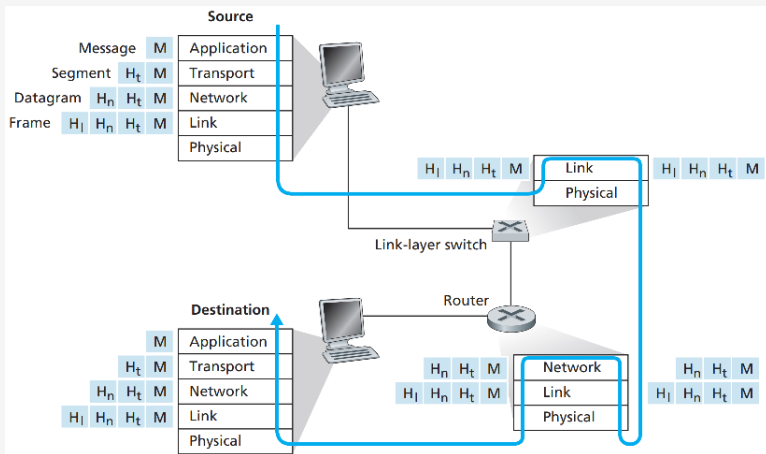 Source
Message M Application
Segment Ht M Transport
Datagram Hn Ht M Network
Frame Hl Hn Ht M Link
Physical
Hl Hn Ht M Link Hl Hn Ht M
Physical
Link-layer switch
Router
Destination
M Application
Ht M Transport
Hn Ht M Network
Hl Hn Ht M Link
Physical
Hn Ht M Network Hn Ht M
Hl Hn Ht M Link Hl Hn Ht M
Physical